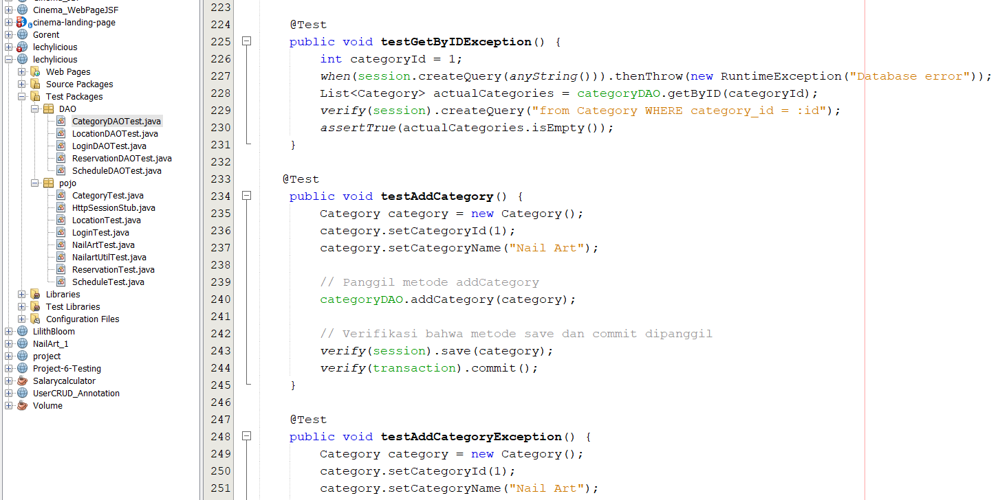 Cinema_WebPageJSF
cinema-landing-page
Gorent
lechylicious
lechylicious
Web Pages
Source Packages
Test Packages
DAO
CategoryDAOTest.java
LocationDAOTest.java
LoginDAOTest.java
ReservationDAOTest.java
ScheduleDAOTest.java
pojo
CategoryTest.java
HttpSessionStub.java
LocationTest.java
LoginTest.java
NailArtTest.java
NailartUtilTest.java
ReservationTest.java
ScheduleTest.java
Libraries
Test Libraries
Configuration Files
LilithBloom
NailArt_1
project
Project-6-Testing
Salarycalculator
UserCRUD_Annotation
Volume
223
224 @Test
225 public void testGetByIDException() {
226 int categoryId = 1;
227 when(session.createQuery(anyString())).thenThrow(new RuntimeException("Database error"));
228 List<Category> actualCategories = categoryDAO.getByID(categoryId);
229 verify(session).createQuery("from Category WHERE category_id = :id");
230 assertTrue(actualCategories.isEmpty());
231 }
232
233 @Test
234 public void testAddCategory() {
235 Category category = new Category();
236 category.setCategoryId(1);
237 category.setCategoryName("Nail Art");
238
239 // Panggil metode addCategory
240 categoryDAO.addCategory(category);
241
242 // Verifikasi bahwa metode save dan commit dipanggil
243 verify(session).save(category);
244 verify(transaction).commit();
245 }
246
247 @Test
248 public void testAddCategoryException() {
249 Category category = new Category();
250 category.setCategoryId(1);
251 category.setCategoryName("Nail Art");